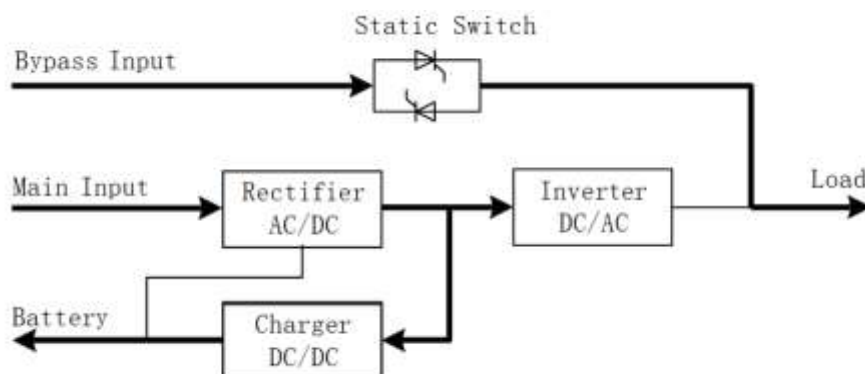 Static Switch
Bypass Input
Main Input
Rectifier
AC/DC
Inverter
DC/AC
Load
Battery
Charger
DC/DC